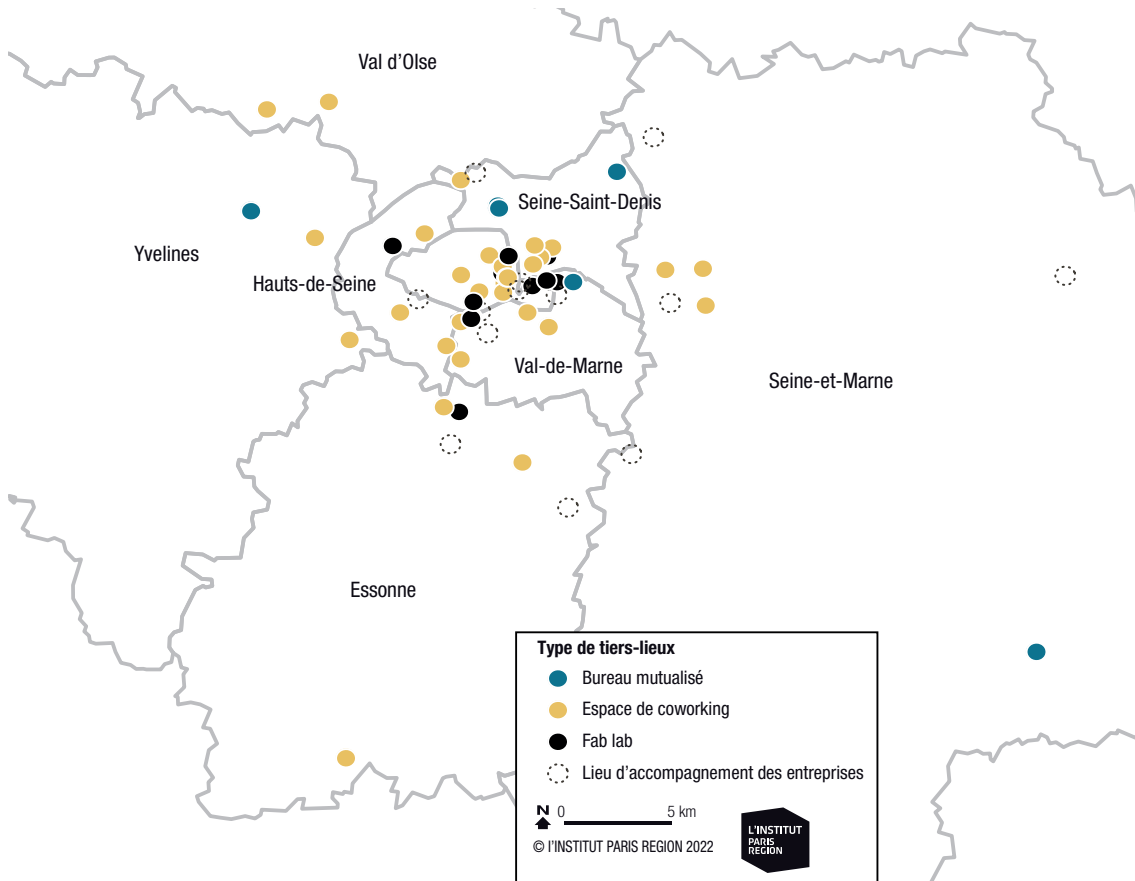 Val d'Olse
Seine-Saint-Denis
Yvelines
Hauts-de-Seine
Val-de-Marne
Seine-et-Marne
Essonne
Type de tiers-lieux
Bureau mutualisé
Espace de coworking
Fab lab
Lieu d'accompagnement des entreprises
N 0 5 km
© l'INSTITUT PARIS REGION 2022
L'INSTITUT
PARIS
REGION